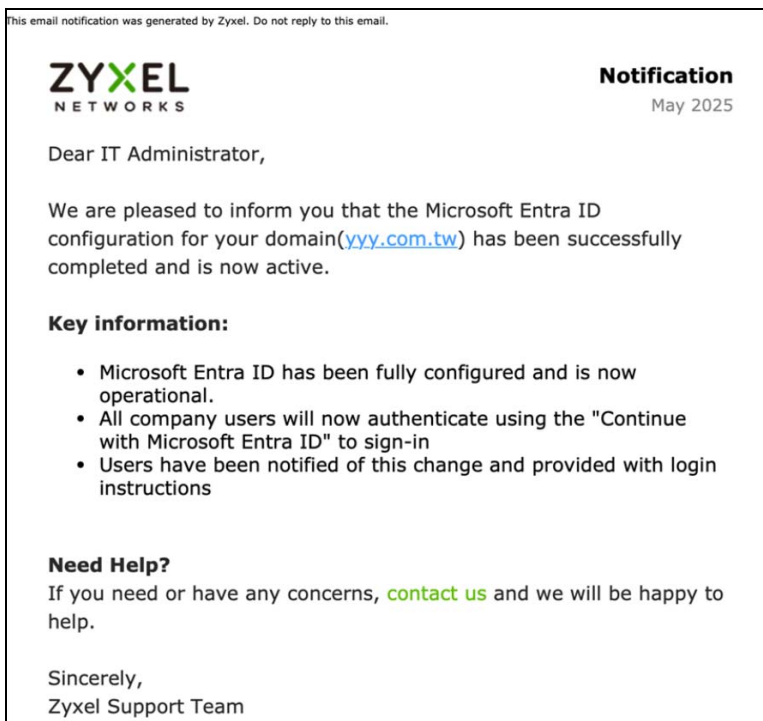 This email notification was generated by Zyxel. Do not reply to this email.
ZYXEL
NETWORKS
Notification
May 2025
Dear IT Administrator,
We are pleased to inform you that the Microsoft Entra ID
configuration for your domain(yyy.com.tw) has been successfully
completed and is now active.
Key information:
• Microsoft Entra ID has been fully configured and is now
operational.
• All company users will now authenticate using the "Continue
with Microsoft Entra ID" to sign-in
• Users have been notified of this change and provided with login
instructions
Need Help?
If you need or have any concerns, contact us and we will be happy to
help.
Sincerely,
Zyxel Support Team